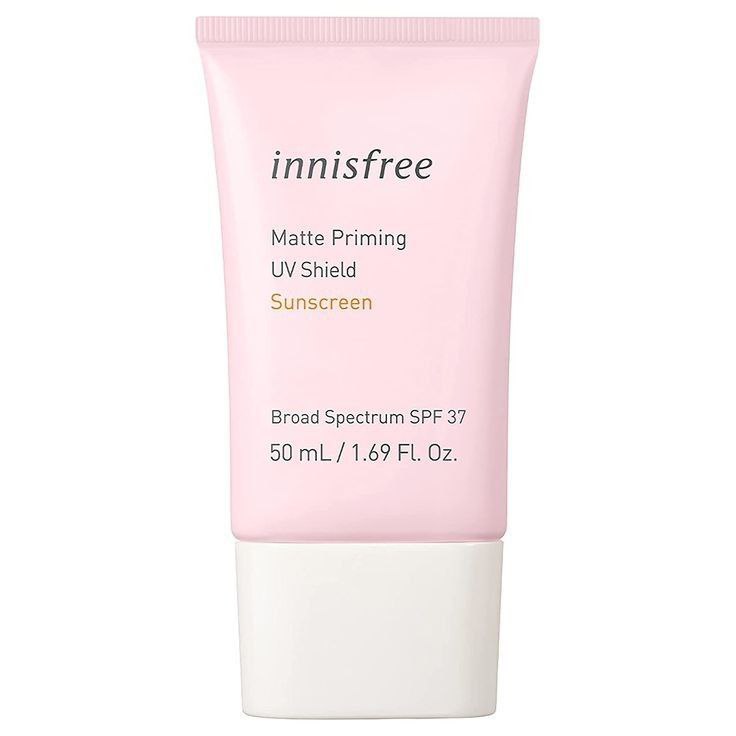 innisfree
Matte Priming
UV Shield
Sunscreen
Broad Spectrum SPF 37
50 mL / 1.69 Fl. Oz.